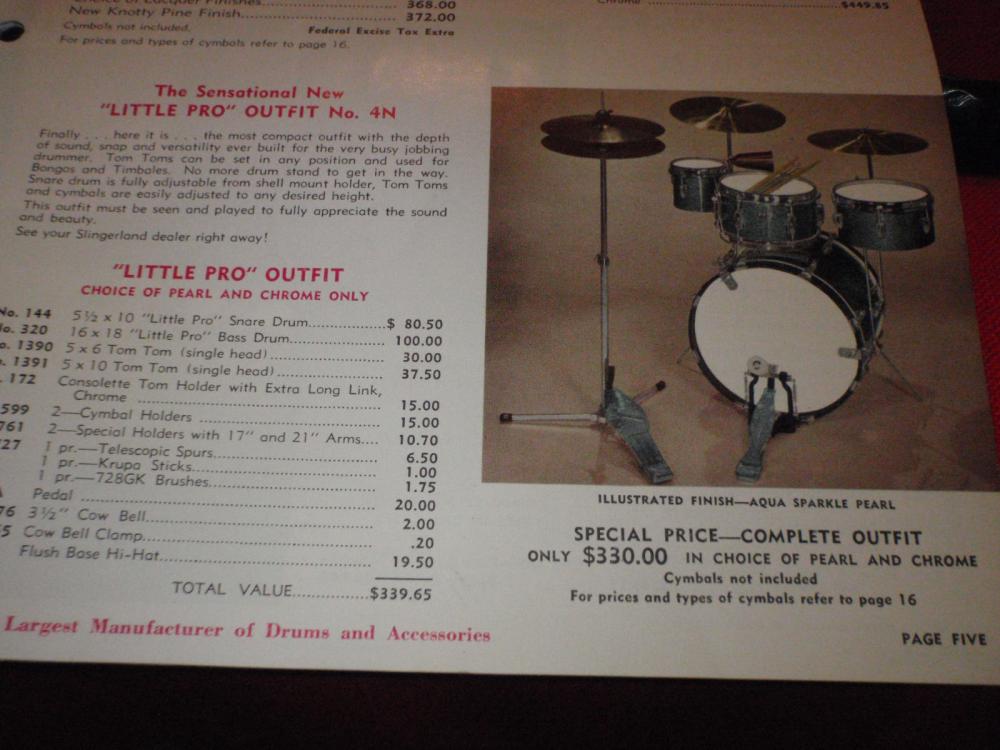 Choice of Lacquer Finishes............ 368.00
New Knotty Pine Finish............ 372.00
Cymbals not included. Federal Excise Tax Extra
For prices and types of cymbals refer to page 16.
Chrome ............ $449.85
The Sensational New
"LITTLE PRO" OUTFIT No. 4N
Finally . . . here it is . . . the most compact outfit with the depth
of sound, snap and versatility ever built for the very busy jobbing
drummer. Tom Toms can be set in any position and used for
Bongos and Timbales. No more drum stand to get in the way.
Snare drum is fully adjustable from shell mount holder, Tom Toms
and cymbals are easily adjusted to any desired height.
This outfit must be seen and played to fully appreciate the sound
and beauty.
See your Slingerland dealer right away!
"LITTLE PRO" OUTFIT
CHOICE OF PEARL AND CHROME ONLY
No. 144 5½ x 10 "Little Pro" Snare Drum............$ 80.50
No. 320 16 x 18 "Little Pro" Bass Drum............ 100.00
o. 1390 5 x 6 Tom Tom (single head)............ 30.00
. 1391 5 x 10 Tom Tom (single head)............ 37.50
. 172 Consolette Tom Holder with Extra Long Link,
Chrome ............ 15.00
599 2—Cymbal Holders ............ 15.00
761 2—Special Holders with 17" and 21" Arms.... 10.70
27 1 pr.—Telescopic Spurs............ 6.50
1 pr.—Krupa Sticks............ 1.00
1 pr.—728GK Brushes............ 1.75
Pedal ............ 20.00
76 3½" Cow Bell............ 2.00
5 Cow Bell Clamp............ .20
Flush Base Hi-Hat............ 19.50
TOTAL VALUE............$339.65
ILLUSTRATED FINISH—AQUA SPARKLE PEARL
SPECIAL PRICE—COMPLETE OUTFIT
ONLY $330.00 IN CHOICE OF PEARL AND CHROME
Cymbals not included
For prices and types of cymbals refer to page 16
Largest Manufacturer of Drums and Accessories
PAGE FIVE